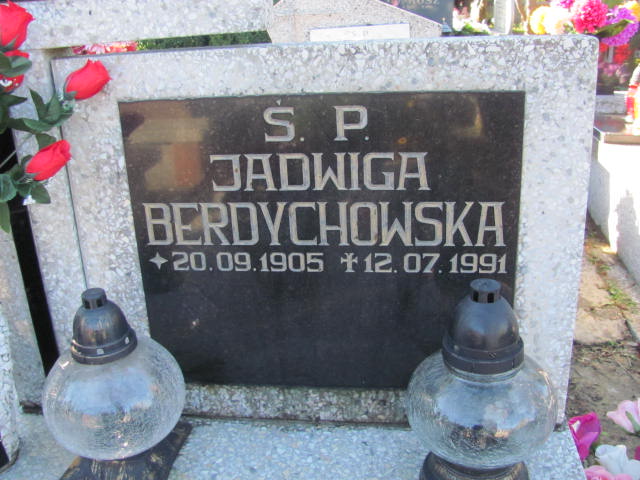 Ś. P.
JADWIGA
BERDYCHOWSKA
20.09.1905 12.07.1991
Ś.P.